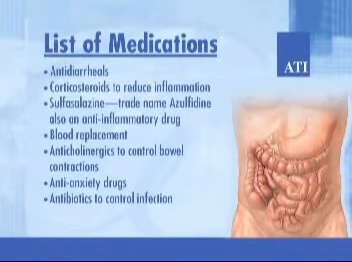 List of Medications
ATI
• Antidiarrheals
• Corticosteroids to reduce inflammation
• Sulfasalazine—trade name Azulfidine
also an anti-inflammatory drug
• Blood replacement
• Anticholinergics to control bowel
contractions
• Anti-anxiety drugs
• Antibiotics to control infection